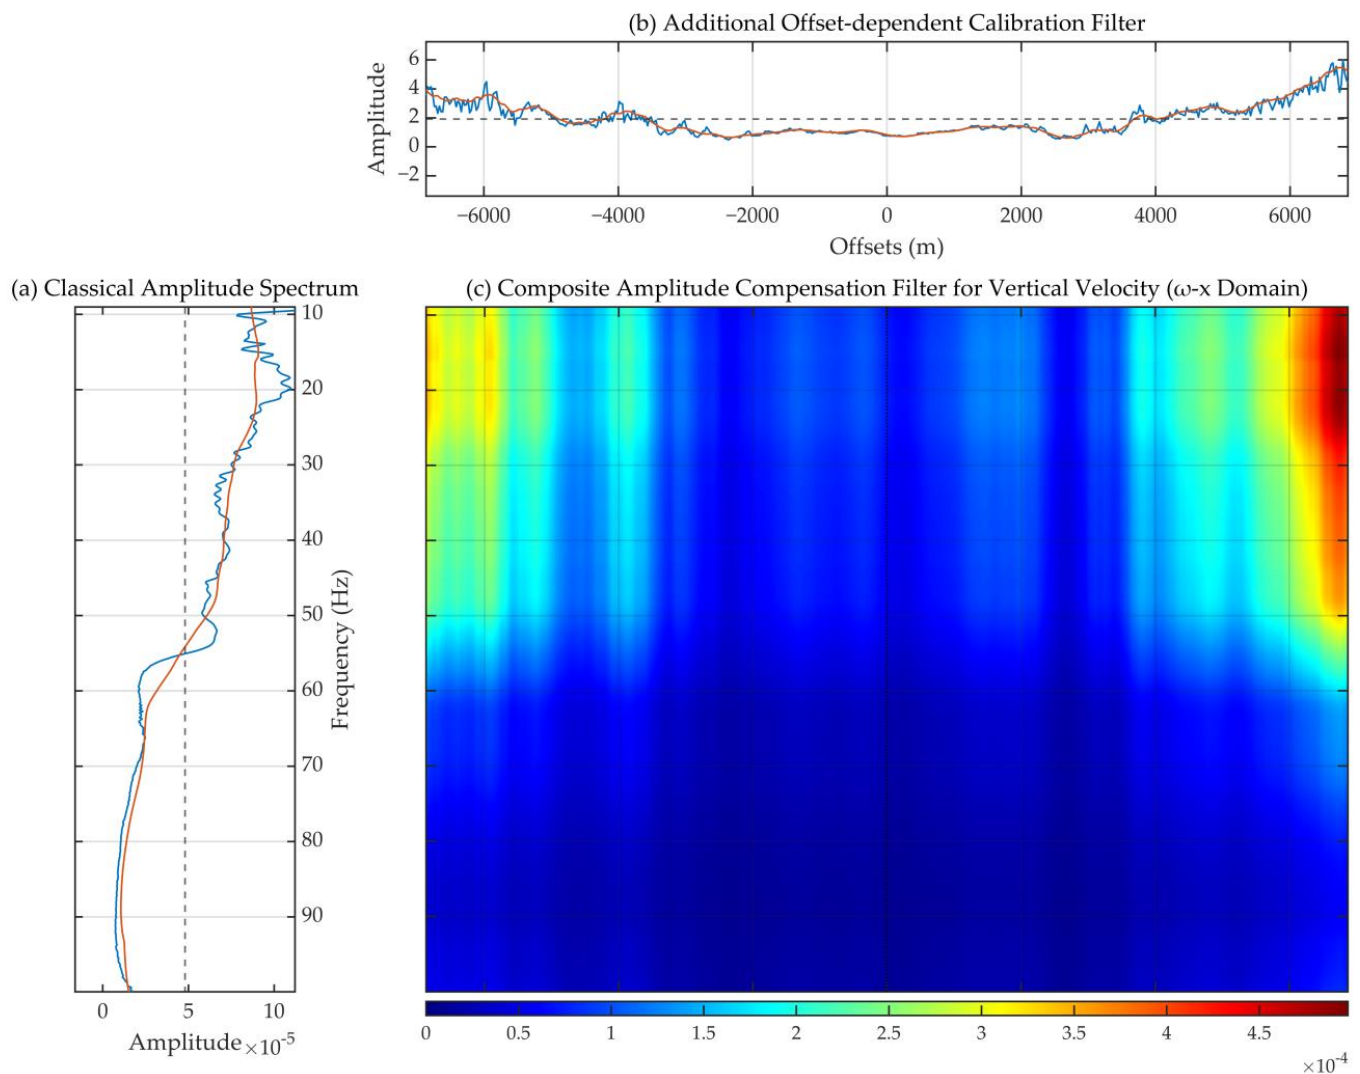 (b) Additional Offset-dependent Calibration Filter
Amplitude
6
4
2
0
−2
−6000 −4000 −2000 0 2000 4000 6000
Offsets (m)
(a) Classical Amplitude Spectrum
10
20
30
40
50
60
70
80
90
Frequency (Hz)
0 5 10
Amplitude ×10⁻⁵
(c) Composite Amplitude Compensation Filter for Vertical Velocity (ω-x Domain)
0 0.5 1 1.5 2 2.5 3 3.5 4 4.5
×10⁻⁴